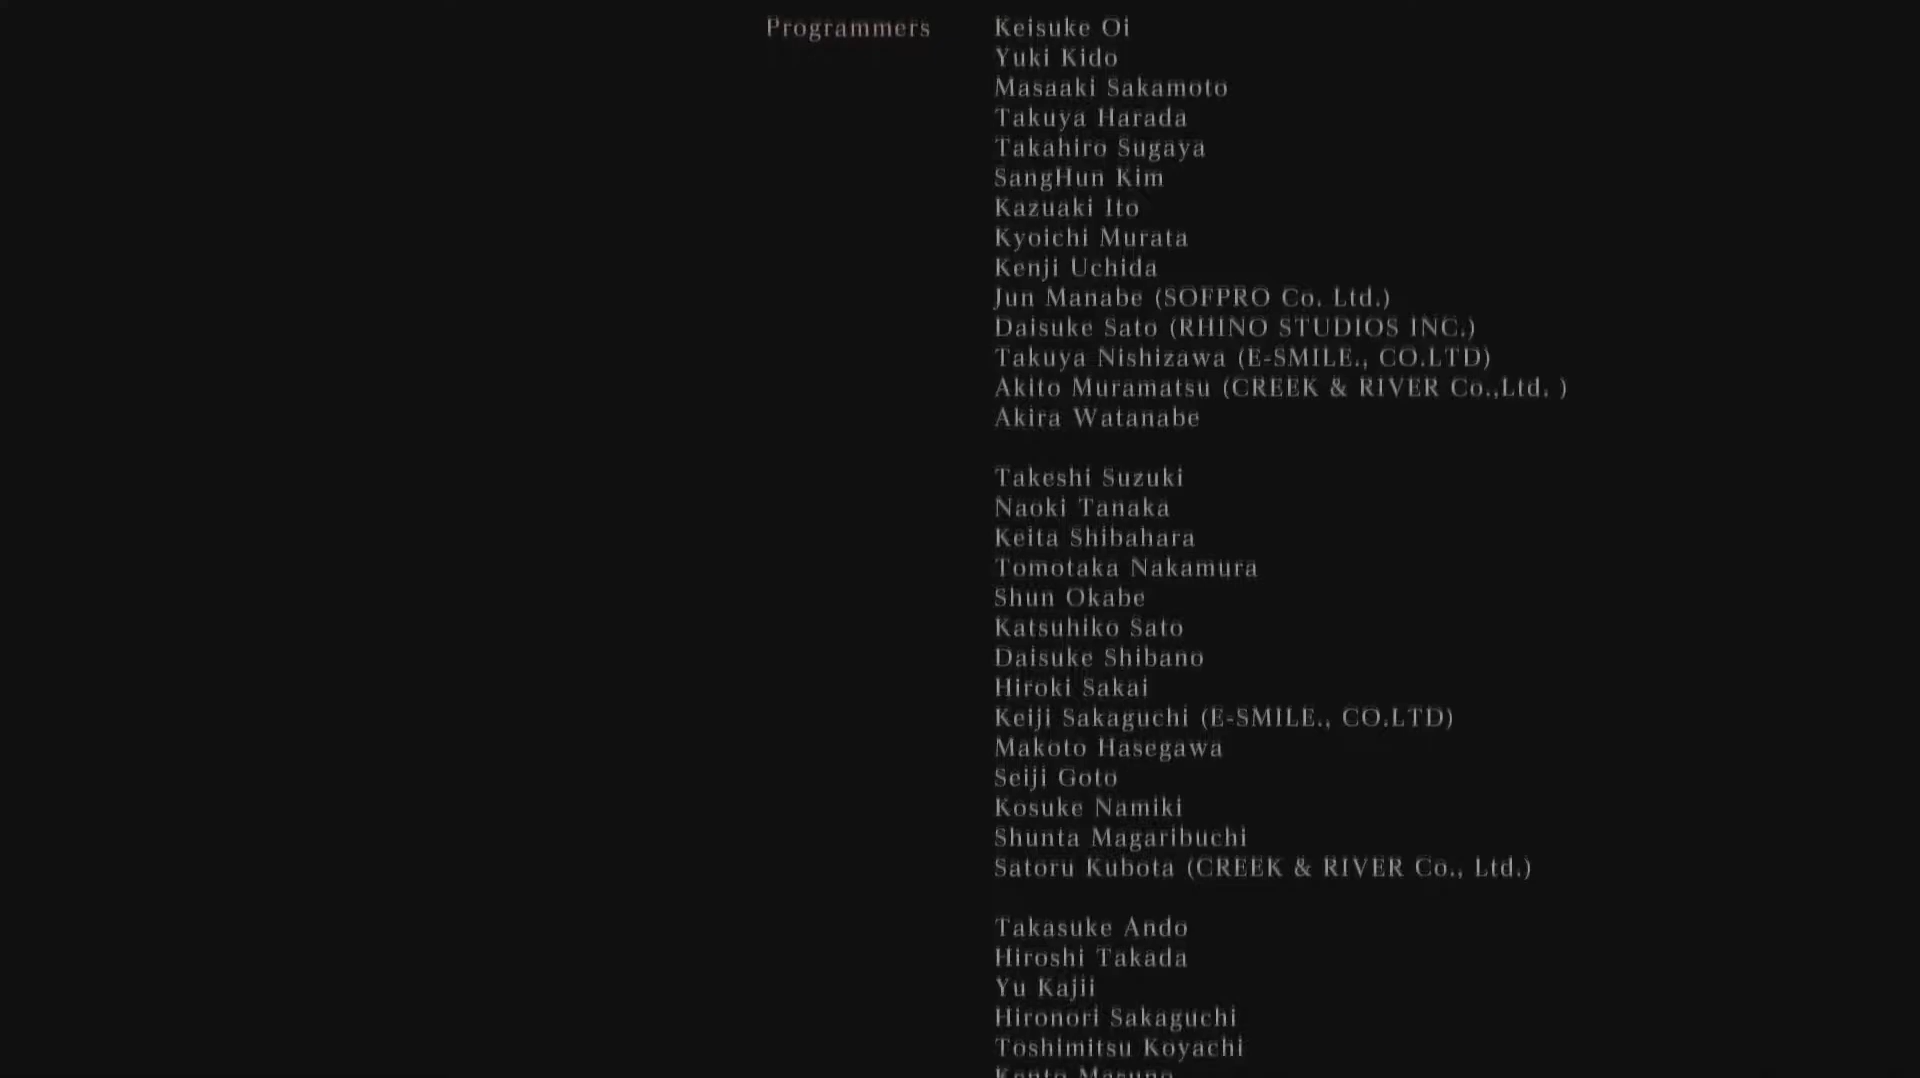 Programmers Keisuke Oi
Yuki Kido
Masaaki Sakamoto
Takuya Harada
Takahiro Sugaya
SangHun Kim
Kazuaki Ito
Kyoichi Murata
Kenji Uchida
Jun Manabe (SOFPRO Co. Ltd.)
Daisuke Sato (RHINO STUDIOS INC.)
Takuya Nishizawa (E-SMILE., CO.LTD)
Akito Muramatsu (CREEK & RIVER Co.,Ltd. )
Akira Watanabe
Takeshi Suzuki
Naoki Tanaka
Keita Shibahara
Tomotaka Nakamura
Shun Okabe
Katsuhiko Sato
Daisuke Shibano
Hiroki Sakai
Keiji Sakaguchi (E-SMILE., CO.LTD)
Makoto Hasegawa
Seiji Goto
Kosuke Namiki
Shunta Magaribuchi
Satoru Kubota (CREEK & RIVER Co., Ltd.)
Takasuke Ando
Hiroshi Takada
Yu Kajii
Hironori Sakaguchi
Toshimitsu Koyachi